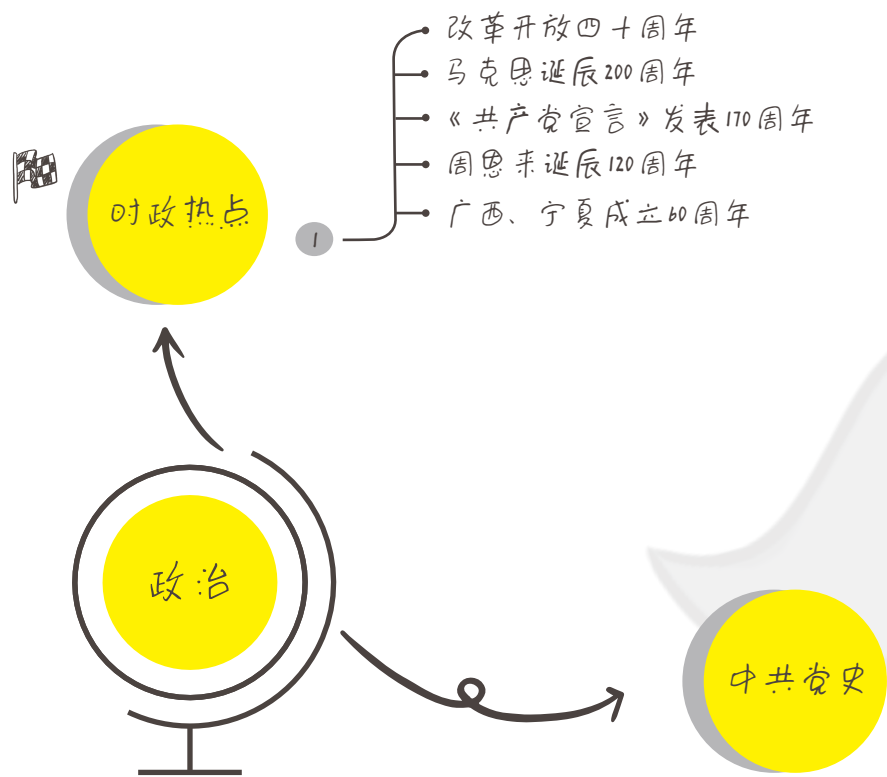 改革开放四十周年
马克思诞辰200周年
《共产党宣言》发表170周年
周恩来诞辰120周年
广西、宁夏成立60周年
时政热点
1
政治
中共党史